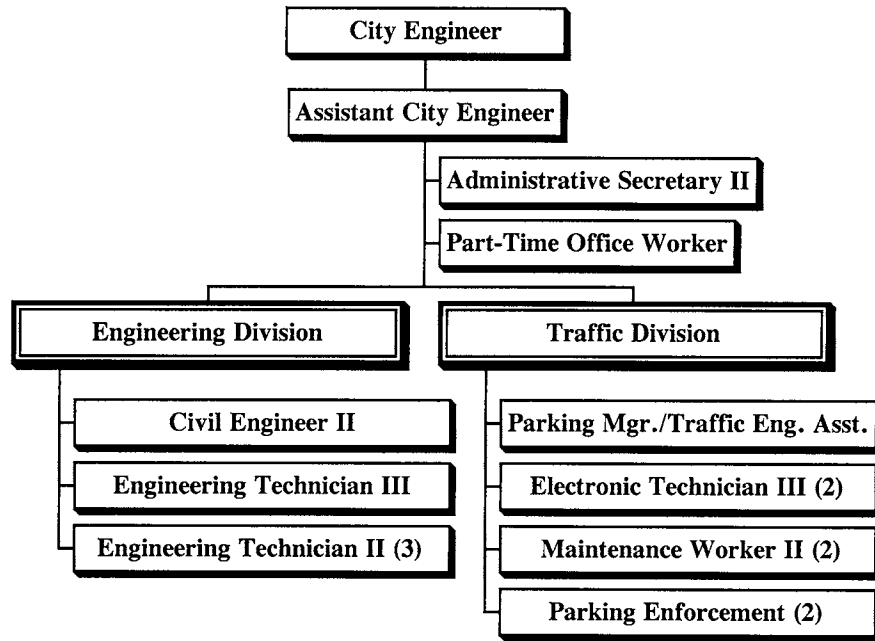 City Engineer
Assistant City Engineer
Administrative Secretary II
Part-Time Office Worker
Engineering Division
Traffic Division
Civil Engineer II
Engineering Technician III
Engineering Technician II (3)
Parking Mgr./Traffic Eng. Asst.
Electronic Technician III (2)
Maintenance Worker II (2)
Parking Enforcement (2)